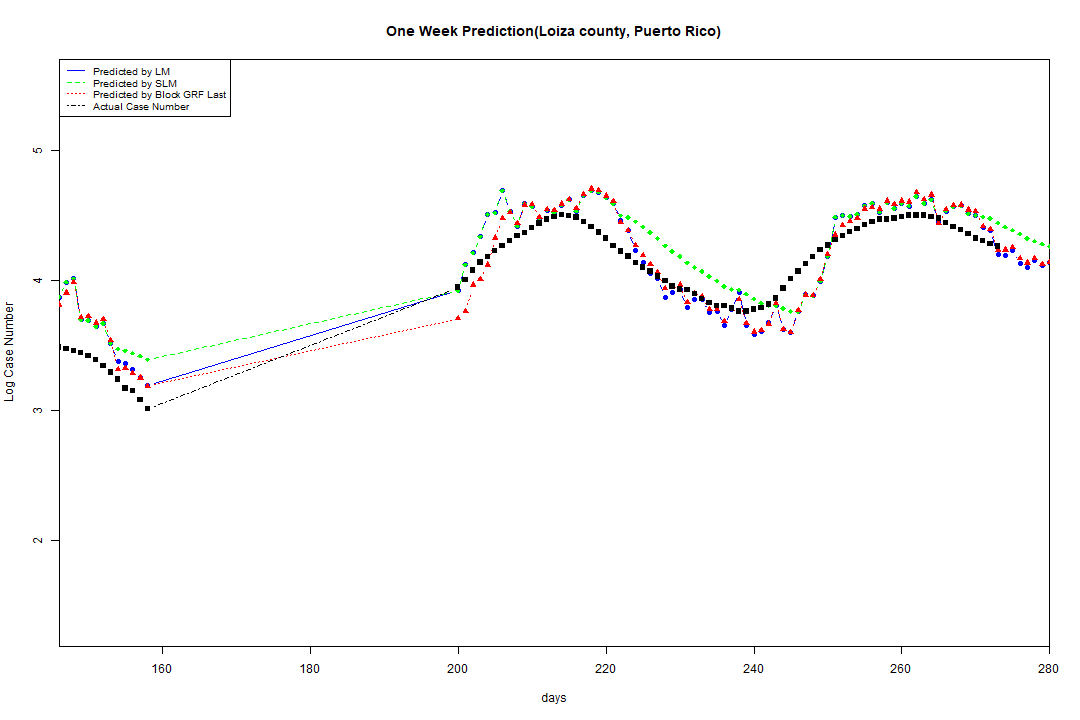 One Week Prediction(Loiza county, Puerto Rico)
Predicted by LM
Predicted by SLM
Predicted by Block GRF Last
Actual Case Number
5
4
3
2
Log Case Number
160 180 200 220 240 260 280
days